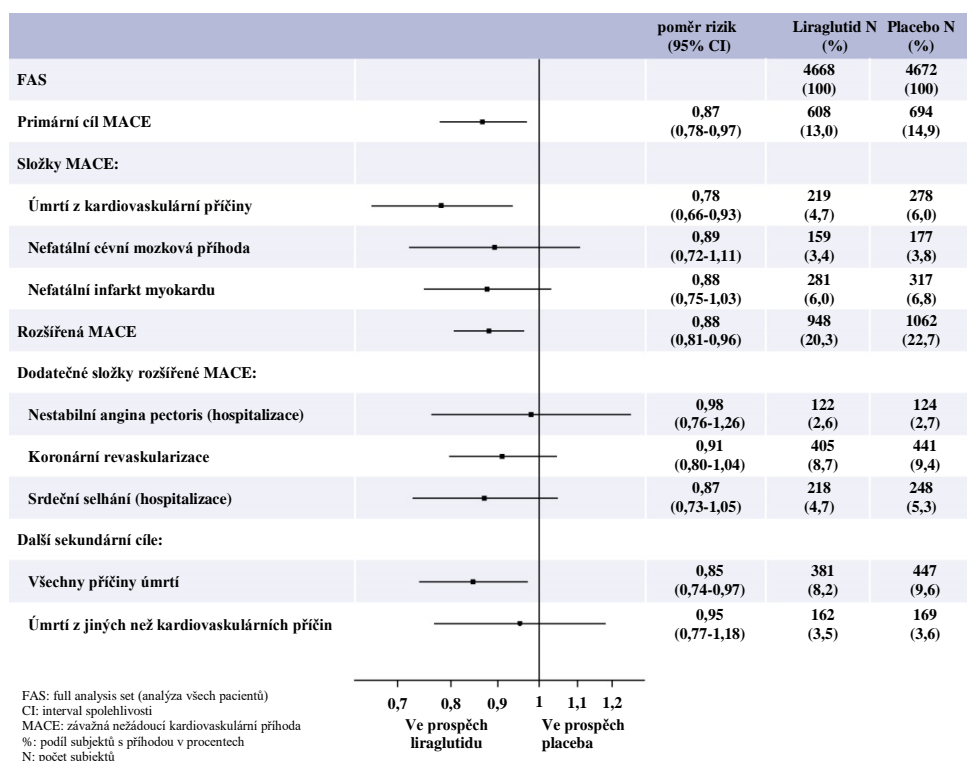 poměr rizik Liraglutid N Placebo N
(95% CI) (%) (%)
FAS 4668 4672
(100) (100)
Primární cíl MACE 0,87 608 694
(0,78-0,97) (13,0) (14,9)
Složky MACE:
Úmrtí z kardiovaskulární příčiny 0,78 219 278
(0,66-0,93) (4,7) (6,0)
Nefatální cévní mozková příhoda 0,89 159 177
(0,72-1,11) (3,4) (3,8)
Nefatální infarkt myokardu 0,88 281 317
(0,75-1,03) (6,0) (6,8)
Rozšířená MACE 0,88 948 1062
(0,81-0,96) (20,3) (22,7)
Dodatečné složky rozšířené MACE:
Nestabilní angina pectoris (hospitalizace) 0,98 122 124
(0,76-1,26) (2,6) (2,7)
Koronární revaskularizace 0,91 405 441
(0,80-1,04) (8,7) (9,4)
Srdeční selhání (hospitalizace) 0,87 218 248
(0,73-1,05) (4,7) (5,3)
Další sekundární cíle:
Všechny příčiny úmrtí 0,85 381 447
(0,74-0,97) (8,2) (9,6)
Úmrtí z jiných než kardiovaskulárních příčin 0,95 162 169
(0,77-1,18) (3,5) (3,6)
0,7 0,8 0,9 1 1,1 1,2
Ve prospěch Ve prospěch
liraglutidu placeba
FAS: full analysis set (analýza všech pacientů)
CI: interval spolehlivosti
MACE: závažná nežádoucí kardiovaskulární příhoda
%: podíl subjektů s příhodou v procentech
N: počet subjektů